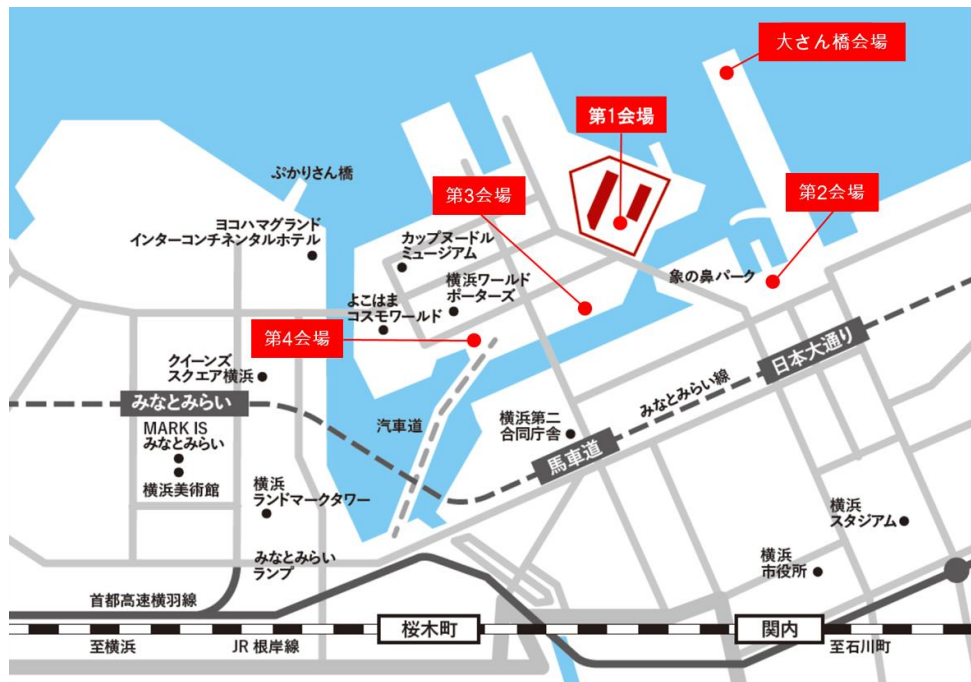 大さん橋会場
第1会場
第2会場
第3会場
ぷかりさん橋
ヨコハマグランド
インターコンチネンタルホテル
カップヌードル
ミュージアム
象の鼻パーク
横浜ワールド
ポーターズ
よこはま
コスモワールド
第4会場
クイーンズ
スクエア横浜
日本大通り
みなとみらい線
みなとみらい
汽車道
横浜第二
合同庁舎
馬車道
MARK IS
みなとみらい
横浜美術館
横浜
ランドマークタワー
横浜
スタジアム
みなとみらい
ランプ
横浜
市役所
首都高速横羽線
桜木町
関内
至横浜
JR 根岸線
至石川町